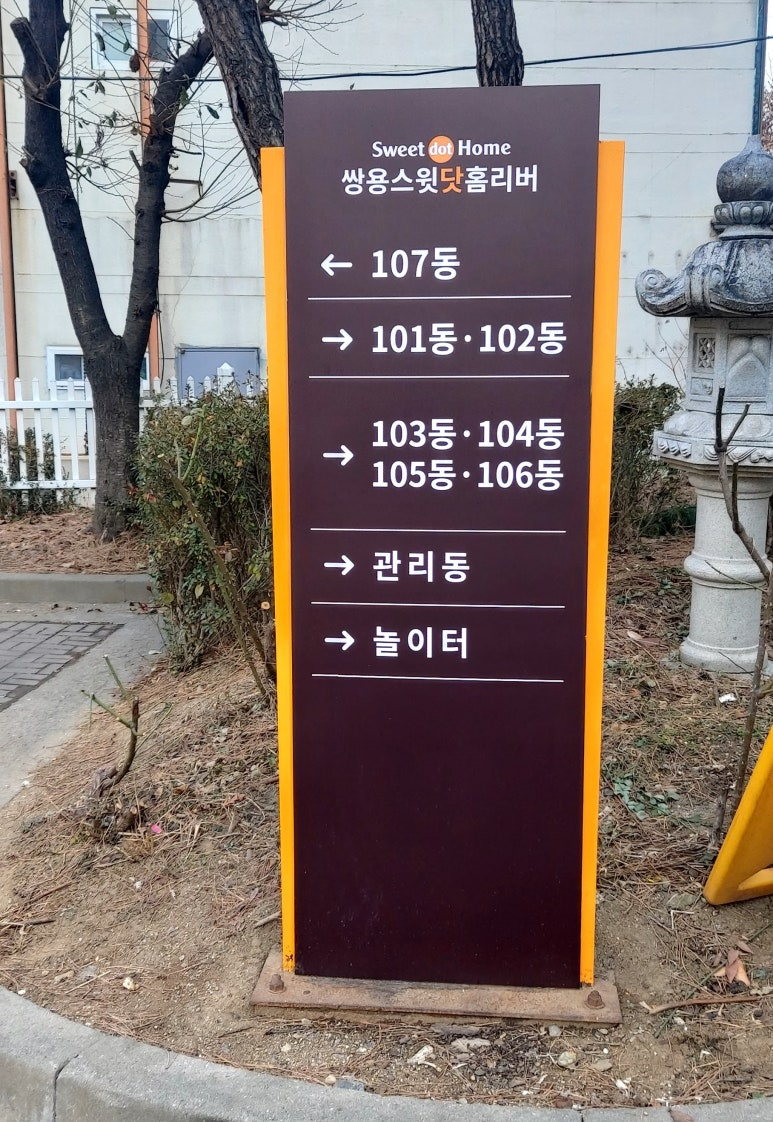 Sweet dot Home
쌍용스윗닷홈리버
← 107동
→ 101동·102동
→ 103동·104동
105동·106동
→ 관리동
→ 놀이터